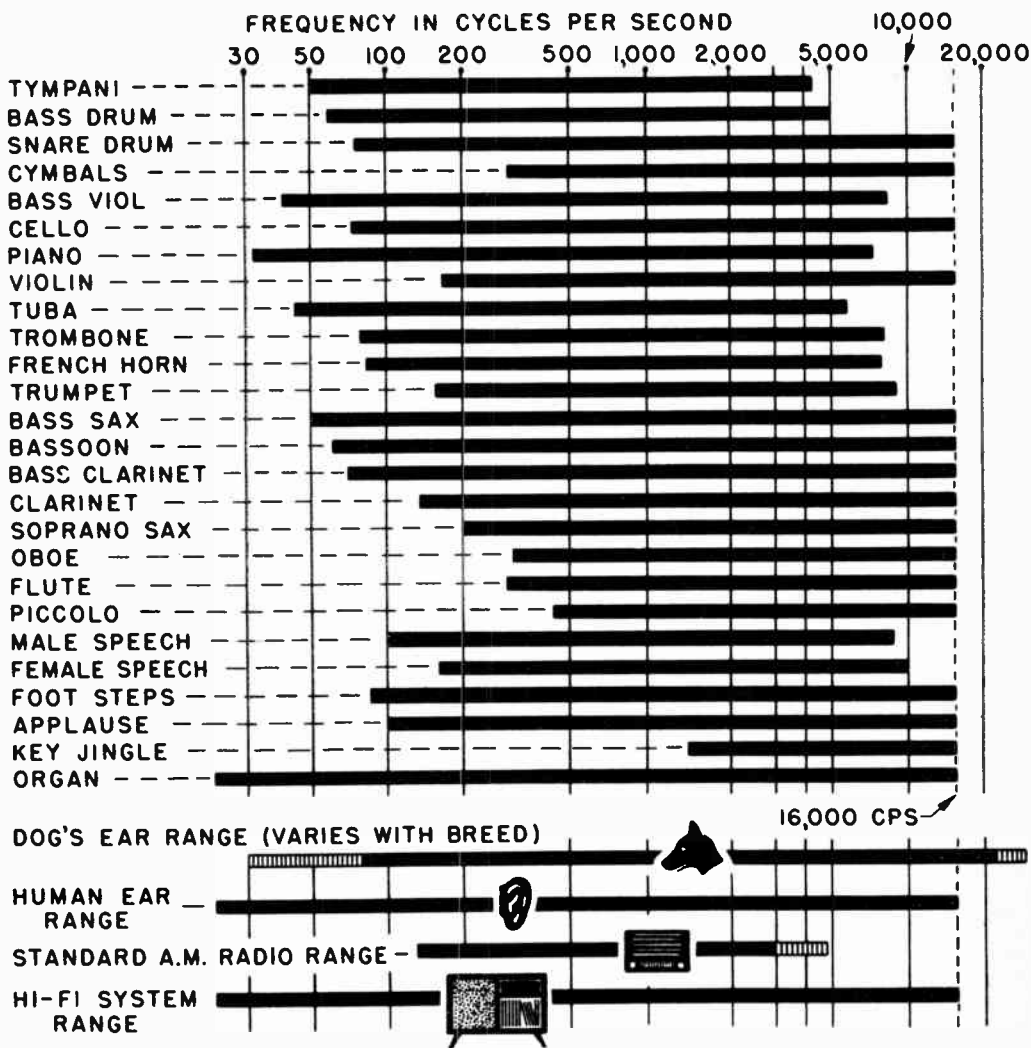 FREQUENCY IN CYCLES PER SECOND
10,000
30 50 100 200 500 1,000 2,000 5,000 20,000
TYMPANI
BASS DRUM
SNARE DRUM
CYMBALS
BASS VIOL
CELLO
PIANO
VIOLIN
TUBA
TROMBONE
FRENCH HORN
TRUMPET
BASS SAX
BASSOON
BASS CLARINET
CLARINET
SOPRANO SAX
OBOE
FLUTE
PICCOLO
MALE SPEECH
FEMALE SPEECH
FOOT STEPS
APPLAUSE
KEY JINGLE
ORGAN
16,000 CPS
DOG'S EAR RANGE (VARIES WITH BREED)
HUMAN EAR
RANGE
STANDARD A.M. RADIO RANGE
HI-FI SYSTEM
RANGE